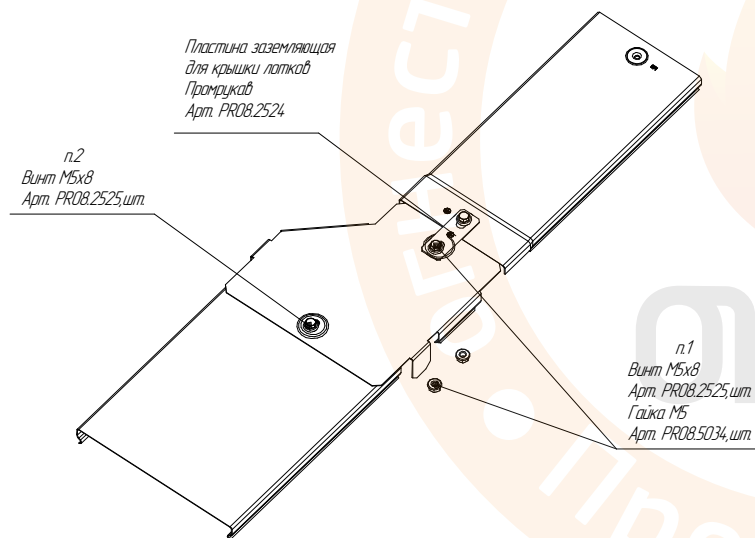 Пластина заземляющая
для крышки лотков
Промрукав
Арт. PR08.2524
п.2
Винт М5х8
Арт. PR08.2525,шт.
п.1
Винт М5х8
Арт. PR08.2525,шт.
Гайка М5
Арт. PR08.5034,шт.